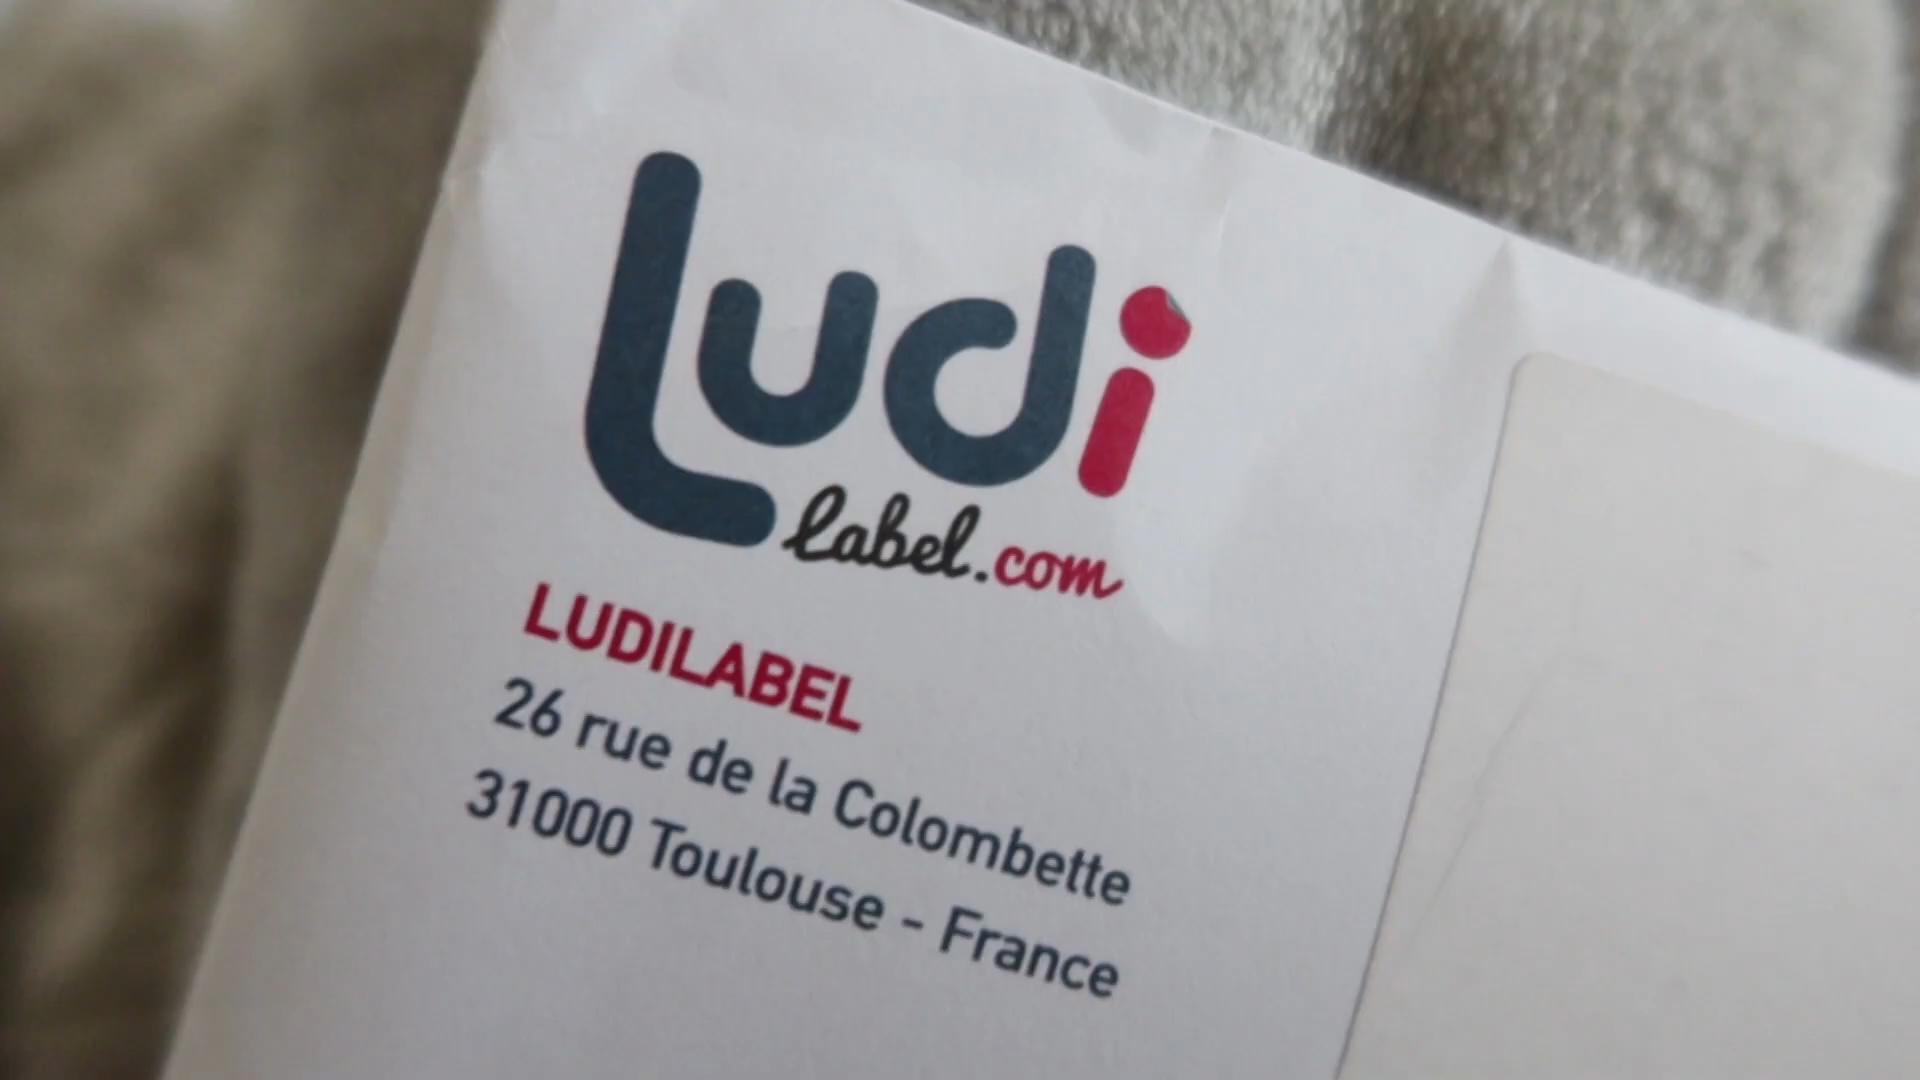 Ludi
label.com
LUDILABEL
26 rue de la Colombette
31000 Toulouse - France